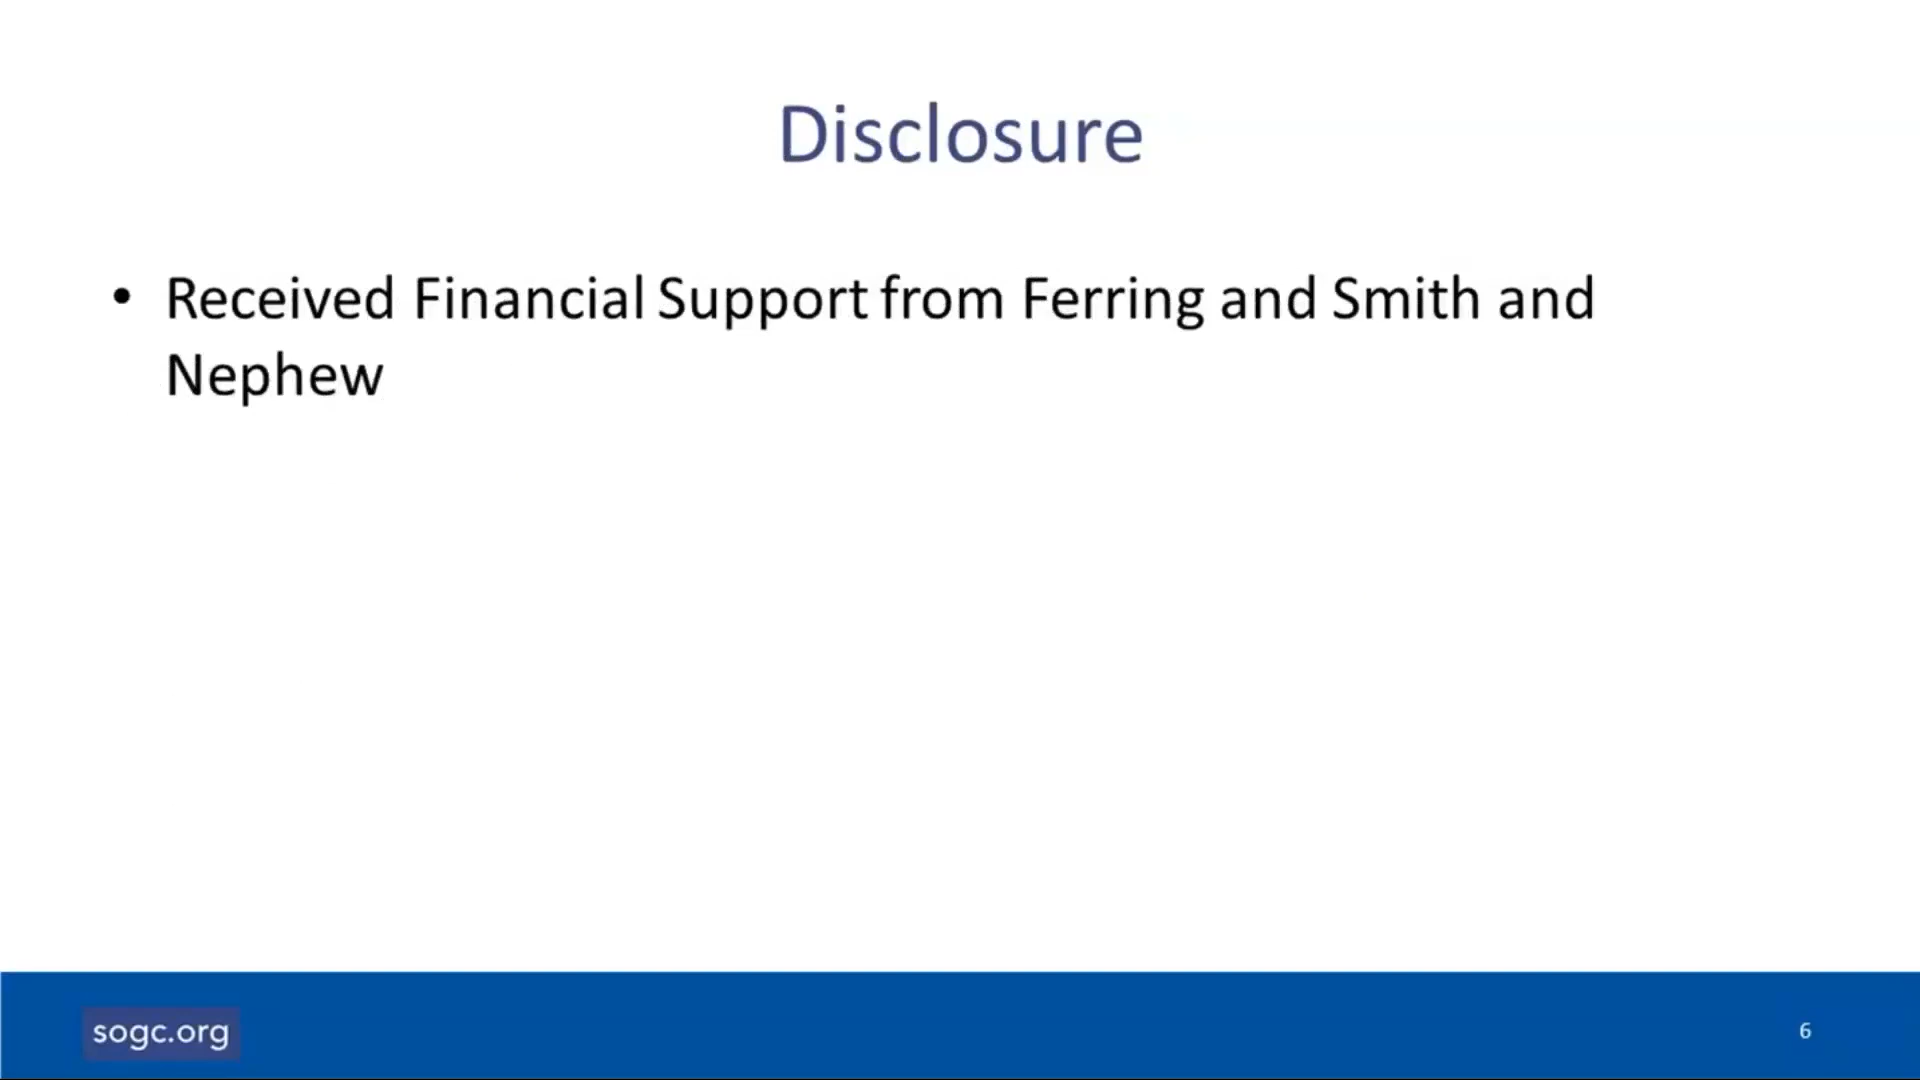 Disclosure
• Received Financial Support from Ferring and Smith and
Nephew
sogc.org
6